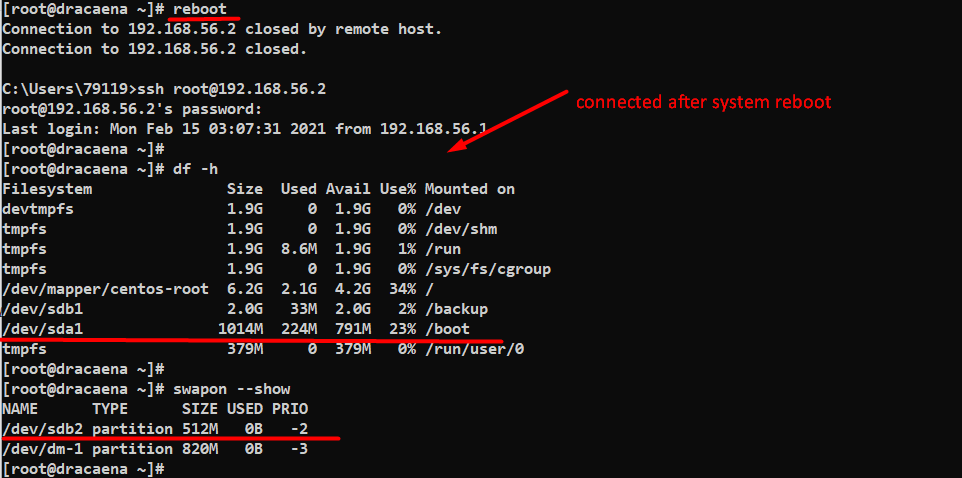 [root@dracaena ~]# reboot
Connection to 192.168.56.2 closed by remote host.
Connection to 192.168.56.2 closed.
C:\Users\79119>ssh root@192.168.56.2
connected after system reboot
root@192.168.56.2's password:
Last login: Mon Feb 15 03:07:31 2021 from 192.168.56.1
[root@dracaena ~]#
[root@dracaena ~]# df -h
Filesystem               Size  Used Avail Use% Mounted on
devtmpfs                 1.9G     0  1.9G   0% /dev
tmpfs                    1.9G     0  1.9G   0% /dev/shm
tmpfs                    1.9G  8.6M  1.9G   1% /run
tmpfs                    1.9G     0  1.9G   0% /sys/fs/cgroup
/dev/mapper/centos-root  6.2G  2.1G  4.2G  34% /
/dev/sdb1                2.0G   33M  2.0G   2% /backup
/dev/sda1               1014M  224M  791M  23% /boot
tmpfs                    379M     0  379M   0% /run/user/0
[root@dracaena ~]#
[root@dracaena ~]# swapon --show
NAME      TYPE      SIZE USED PRIO
/dev/sdb2 partition 512M   0B   -2
/dev/dm-1 partition 820M   0B   -3
[root@dracaena ~]#